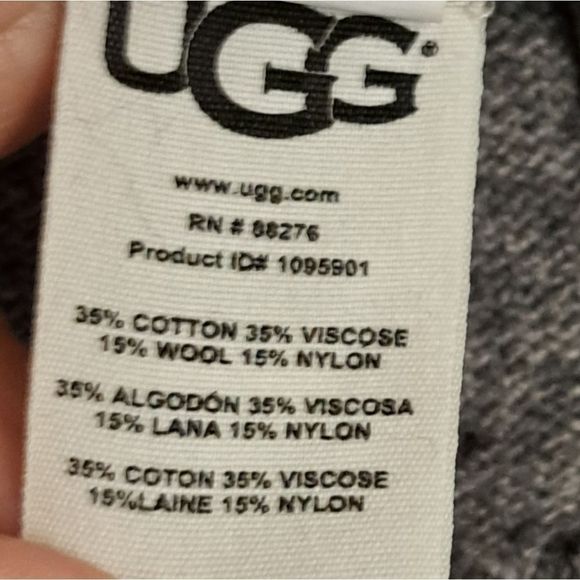 UGG®
www.ugg.com
RN # 88276
Product ID# 1095901
35% COTTON 35% VISCOSE
15% WOOL 15% NYLON
35% ALGODÓN 35% VISCOSA
15% LANA 15% NYLON
35% COTON 35% VISCOSE
15%LAINE 15% NYLON